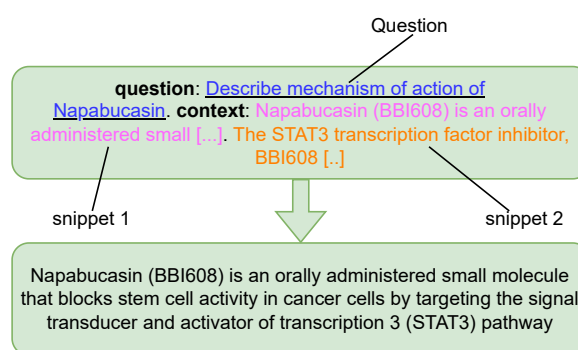 Question
question: Describe mechanism of action of
Napabucasin. context: Napabucasin (BBI608) is an orally
administered small [...]. The STAT3 transcription factor inhibitor,
BBI608 [..]
snippet 1
snippet 2
Napabucasin (BBI608) is an orally administered small molecule
that blocks stem cell activity in cancer cells by targeting the signal
transducer and activator of transcription 3 (STAT3) pathway